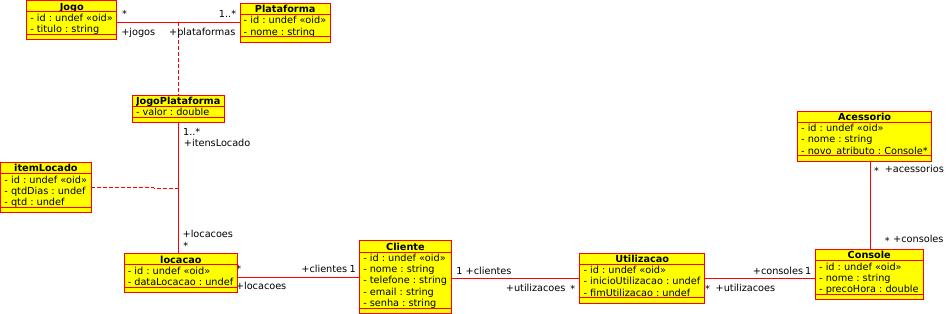 Jogo
- id : undef «oid»
- titulo : string
*
+jogos
1..*
+plataformas
Plataforma
- id : undef «oid»
- nome : string
JogoPlataforma
- valor : double
1..*
+itensLocado
itemLocado
- id : undef «oid»
- qtdDias : undef
- qtd : undef
+locacoes
*
locacao
- id : undef «oid»
- dataLocacao : undef
*
+locacoes
+clientes 1
Cliente
- id : undef «oid»
- nome : string
- telefone : string
- email : string
- senha : string
1 +clientes
+utilizacoes *
Utilizacao
- id : undef «oid»
- inicioUtilizacao : undef
- fimUtilizacao : undef
+consoles 1
* +utilizacoes
Acessorio
- id : undef «oid»
- nome : string
- novo_atributo : Console*
* +acessorios
* +consoles
Console
- id : undef «oid»
- nome : string
- precoHora : double